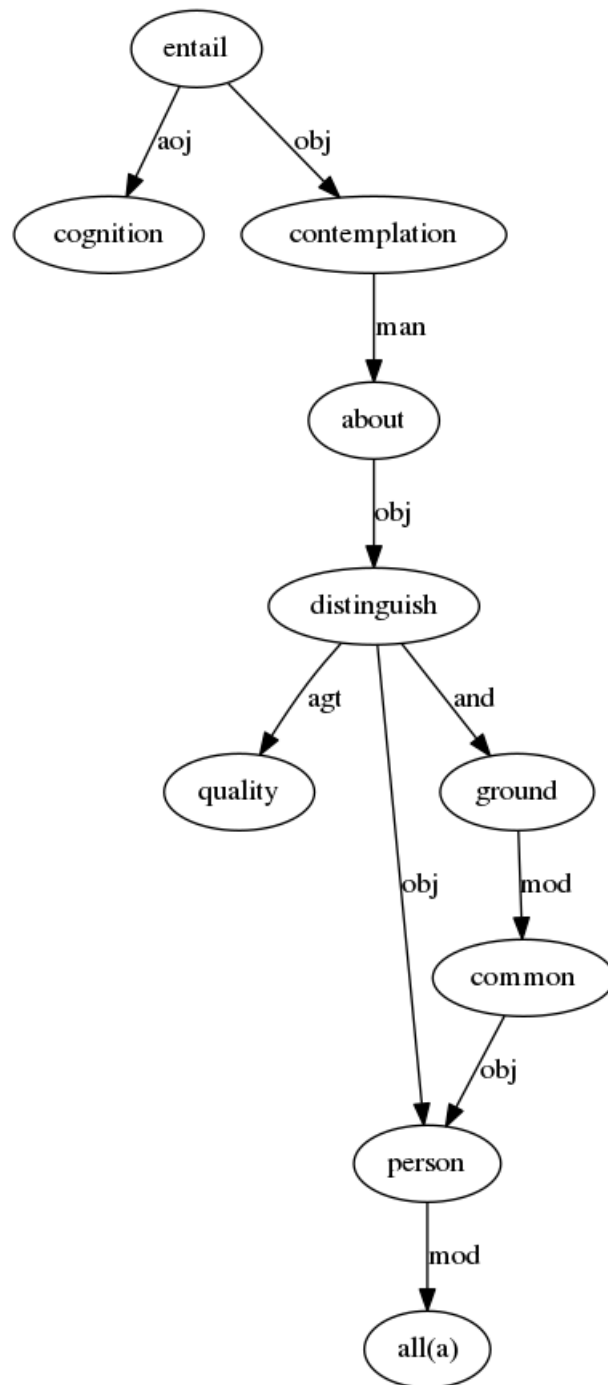 entail
aoj obj
cognition contemplation
man
about
obj
distinguish
agt and
quality ground
obj mod
common
obj
person
mod
all(a)